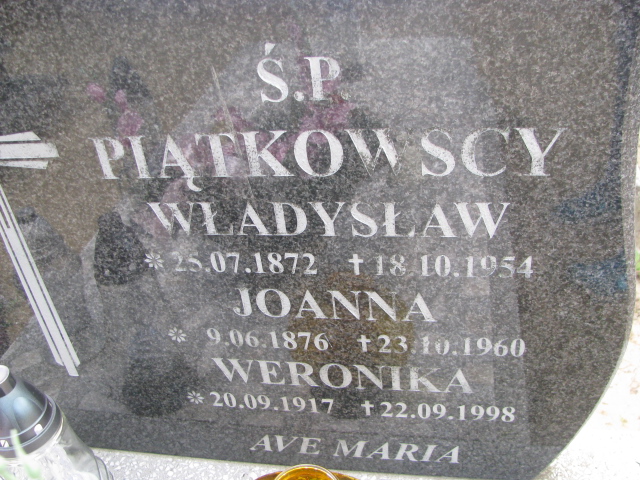 Ś.P.
PIĄTKOWSCY
WŁADYSŁAW
* 25.07.1872 † 18.10.1954
JOANNA
* 9.06.1876 † 23.10.1960
WERONIKA
* 20.09.1917 † 22.09.1998
AVE MARIA